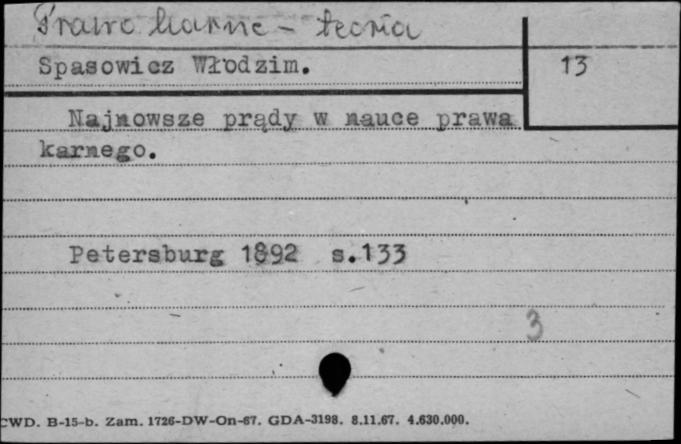 Prawo karne - teoria
Spasowicz Włodzim.
13
Najnowsze prądy w nauce prawa
karnego.
Petersburg 1892 s.133
3
CWD. B-15-b. Zam. 1726-DW-On-67. GDA-3198. 8.11.67. 4.630.000.